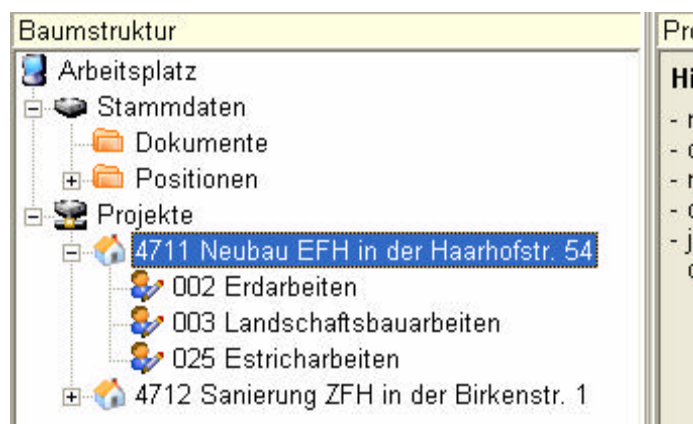 Baumstruktur
Arbeitsplatz
Stammdaten
Dokumente
Positionen
Projekte
4711 Neubau EFH in der Haarhofstr. 54
002 Erdarbeiten
003 Landschaftsbauarbeiten
025 Estricharbeiten
4712 Sanierung ZFH in der Birkenstr. 1